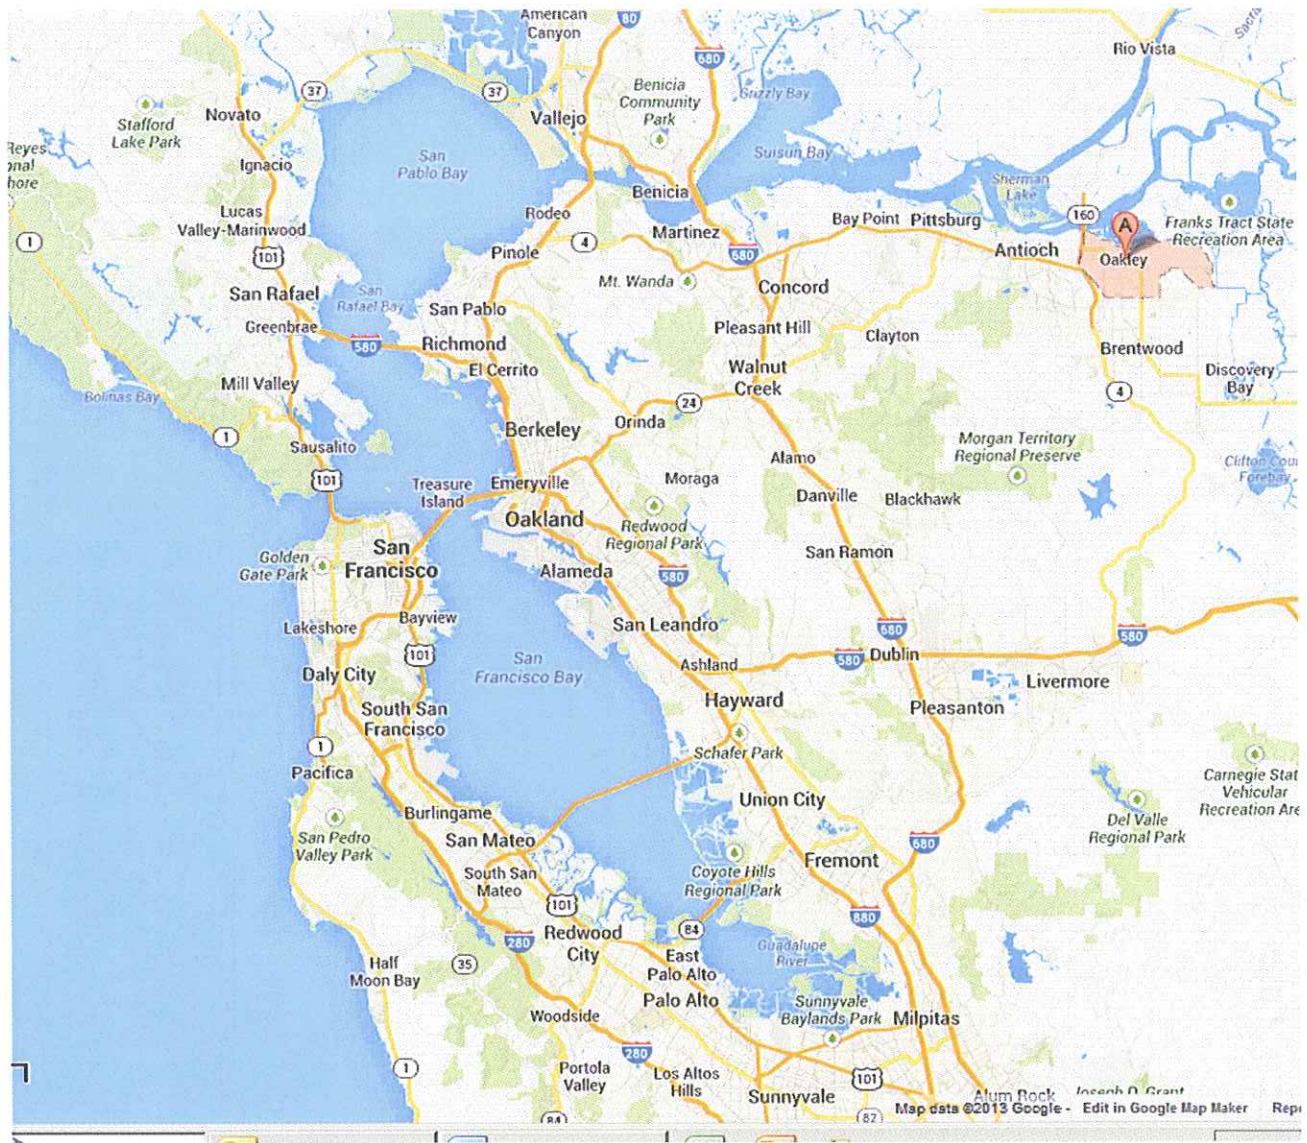 American
Canyon
80
680
Rio Vista
37
37
Novato
Stafford
Lake Park
Vallejo
Benicia
Community
Park
Grizzly Bay
Reyes
onal
hore
Ignacio
San
Pablo Bay
Suisun Bay
Sherman
Lake
Benicia
Lucas
Valley-Marinwood
Rodeo
Martinez
Bay Point
Pittsburg
160
A
Franks Tract State
Recreation Area
1
101
Pinole
4
680
Antioch
Oakley
San Rafael
San
Rafael Bay
San Pablo
Mt. Wanda
Concord
Greenbrae
580
Richmond
Pleasant Hill
Clayton
Brentwood
El Cerrito
Walnut
Creek
Discovery
Bay
Mill Valley
Bolinas Bay
24
4
1
Sausalito
Berkeley
Orinda
Morgan Territory
Regional Preserve
Alamo
101
Treasure
Island
Emeryville
Moraga
Danville
Blackhawk
Clifton Cou
Forebay
Oakland
Redwood
Regional Park
San
Francisco
Golden
Gate Park
Alameda
580
San Ramon
Lakeshore
Bayview
San Leandro
680
580
101
San
Francisco Bay
Ashland
580
Dublin
Daly City
Livermore
South San
Francisco
Hayward
Pleasanton
1
Schafer Park
Pacifica
Carnegie Stat
Vehicular
Recreation Are
Burlingame
Union City
Del Valle
Regional Park
San Pedro
Valley Park
San Mateo
680
South San
Mateo
Coyote Hills
Regional Park
Fremont
101
880
Redwood
City
280
84
Guadalupe
River
35
Half
Moon Bay
East
Palo Alto
Palo Alto
Sunnyvale
Baylands Park
Milpitas
Woodside
280
1
Portola
Valley
Los Altos
Hills
101
Sunnyvale
Alum Rock
Joseph D. Grant
84
82
Map data ©2013 Google - Edit in Google Map Maker Repo